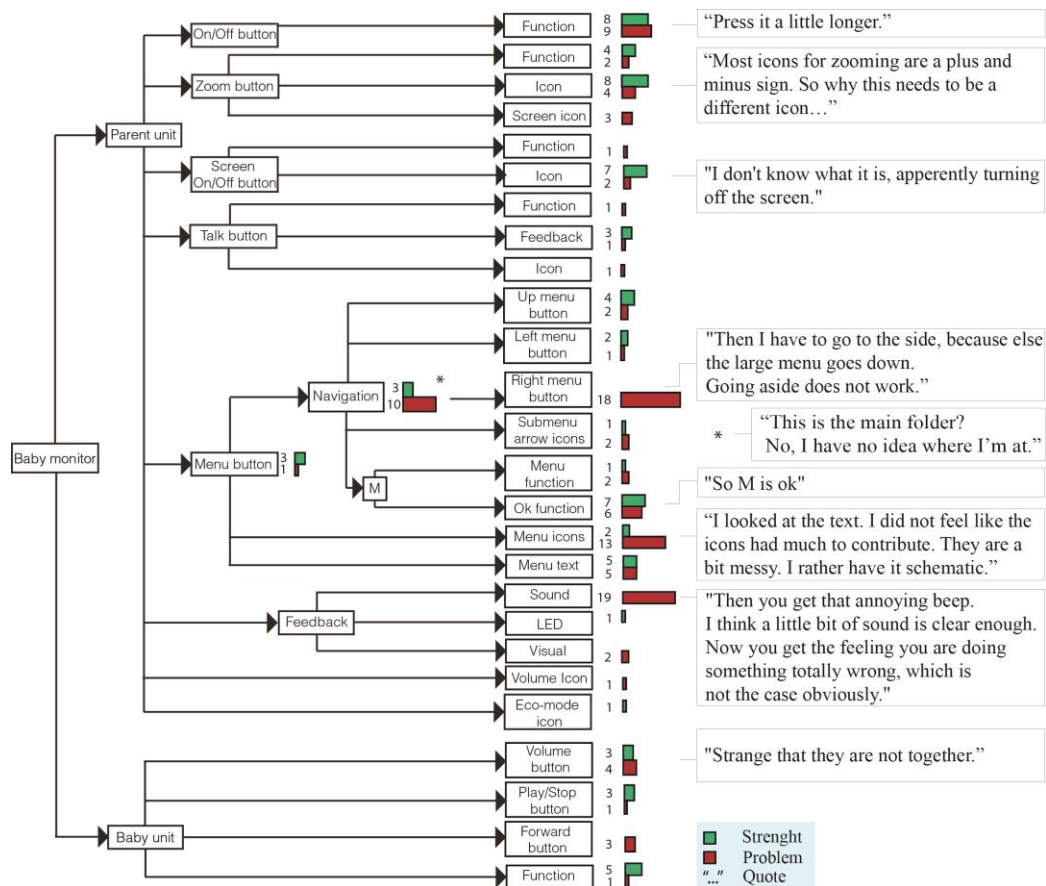 On/Off button
Function
8
9
“Press it a little longer.”
Zoom button
Function
4
2
Icon
8
4
Screen icon
3
“Most icons for zooming are a plus and
minus sign. So why this needs to be a
different icon…”
Parent unit
Screen
On/Off button
Function
1
Icon
7
2
"I don't know what it is, apperently turning
off the screen."
Talk button
Function
1
Feedback
3
1
Icon
1
Up menu
button
4
2
Left menu
button
2
1
Navigation
3
10
*
Right menu
button
18
"Then I have to go to the side, because else
the large menu goes down.
Going aside does not work.”
Submenu
arrow icons
1
2
*
“This is the main folder?
No, I have no idea where I’m at.”
Baby monitor
Menu button
3
1
M
Menu
function
1
2
Ok function
7
6
"So M is ok"
Menu icons
2
13
“I looked at the text. I did not feel like the
icons had much to contribute. They are a
bit messy. I rather have it schematic.”
Menu text
5
5
Feedback
Sound
19
LED
1
Visual
2
"Then you get that annoying beep.
I think a little bit of sound is clear enough.
Now you get the feeling you are doing
something totally wrong, which is
not the case obviously."
Volume Icon
1
Eco-mode
icon
1
Volume
button
3
4
"Strange that they are not together.”
Play/Stop
button
3
1
Baby unit
Forward
button
3
Function
5
1
Strenght
Problem
“...” Quote